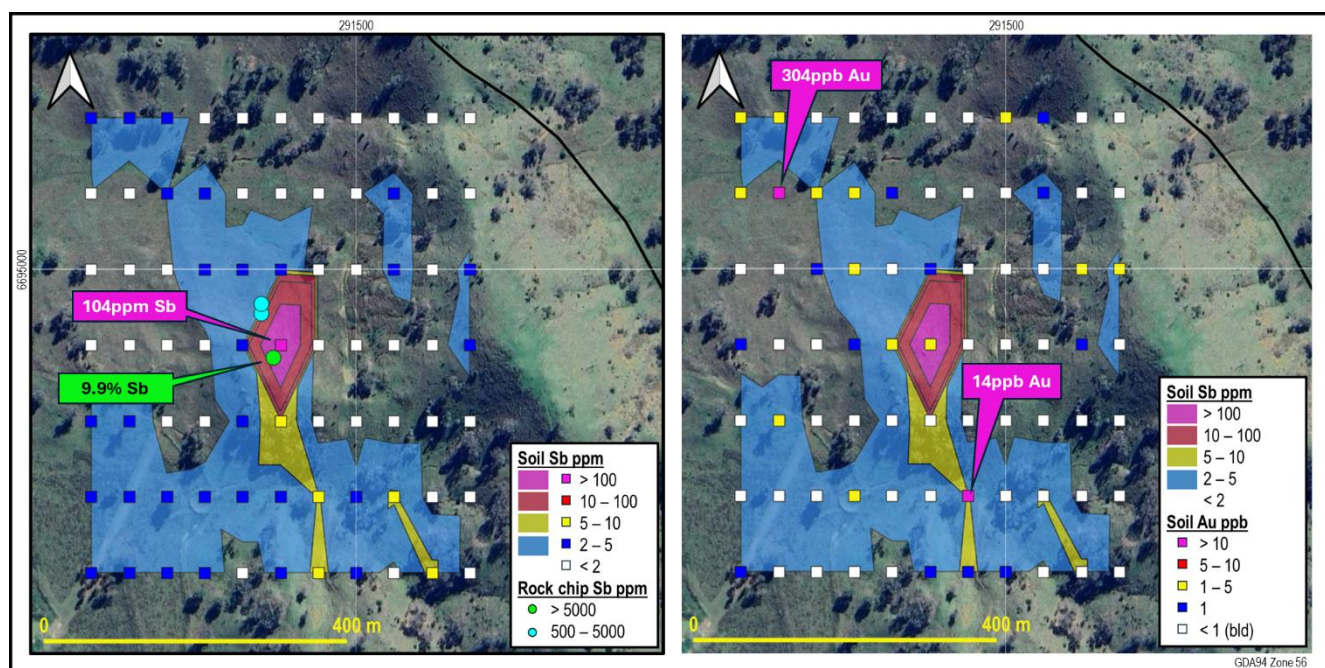 291500
6695000
104ppm Sb
9.9% Sb
0
400 m
Soil Sb ppm
> 100
10 – 100
5 – 10
2 – 5
< 2
Rock chip Sb ppm
> 5000
500 – 5000
291500
304ppb Au
14ppb Au
0
400 m
Soil Sb ppm
> 100
10 – 100
5 – 10
2 – 5
< 2
Soil Au ppb
> 10
5 – 10
1 – 5
1
< 1 (bld)
GDA94 Zone 56